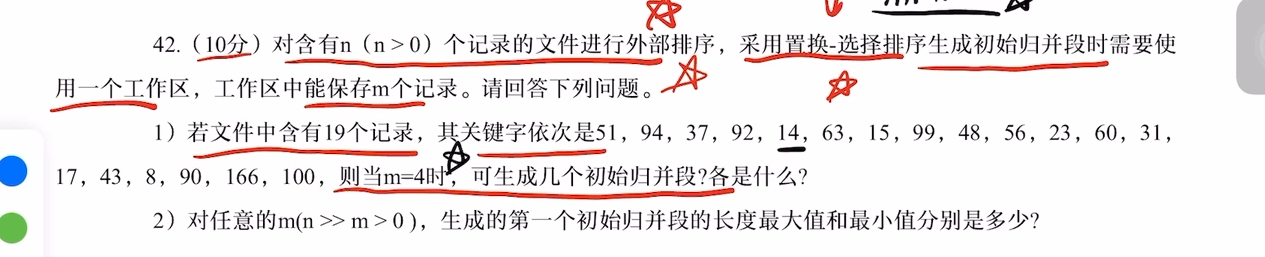 42.（10分）对含有n（n > 0）个记录的文件进行外部排序，采用置换-选择排序生成初始归并段时需要使
用一个工作区，工作区中能保存m个记录。请回答下列问题。
1）若文件中含有19个记录，其关键字依次是51，94，37，92，14，63，15，99，48，56，23，60，31，
17，43，8，90，166，100，则当m=4时，可生成几个初始归并段?各是什么?
2）对任意的m(n >> m > 0 )，生成的第一个初始归并段的长度最大值和最小值分别是多少?